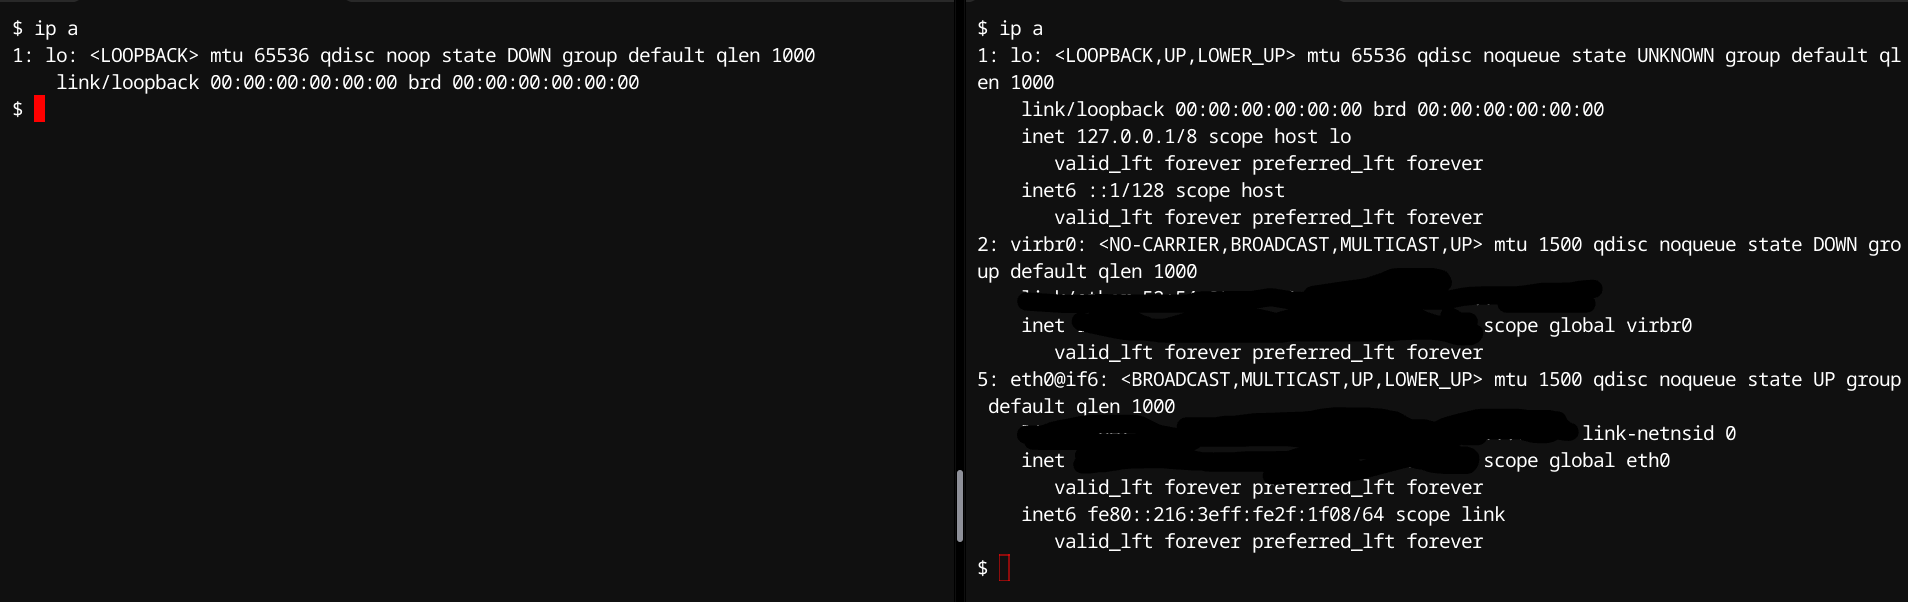 $ ip a
1: lo: <LOOPBACK> mtu 65536 qdisc noop state DOWN group default qlen 1000
    link/loopback 00:00:00:00:00:00 brd 00:00:00:00:00:00
$
$ ip a
1: lo: <LOOPBACK,UP,LOWER_UP> mtu 65536 qdisc noqueue state UNKNOWN group default ql
en 1000
    link/loopback 00:00:00:00:00:00 brd 00:00:00:00:00:00
    inet 127.0.0.1/8 scope host lo
       valid_lft forever preferred_lft forever
    inet6 ::1/128 scope host
       valid_lft forever preferred_lft forever
2: virbr0: <NO-CARRIER,BROADCAST,MULTICAST,UP> mtu 1500 qdisc noqueue state DOWN gro
up default qlen 1000
    inet scope global virbr0
       valid_lft forever preferred_lft forever
5: eth0@if6: <BROADCAST,MULTICAST,UP,LOWER_UP> mtu 1500 qdisc noqueue state UP group
 default qlen 1000
    link-netnsid 0
    inet scope global eth0
       valid_lft forever preferred_lft forever
    inet6 fe80::216:3eff:fe2f:1f08/64 scope link
       valid_lft forever preferred_lft forever
$